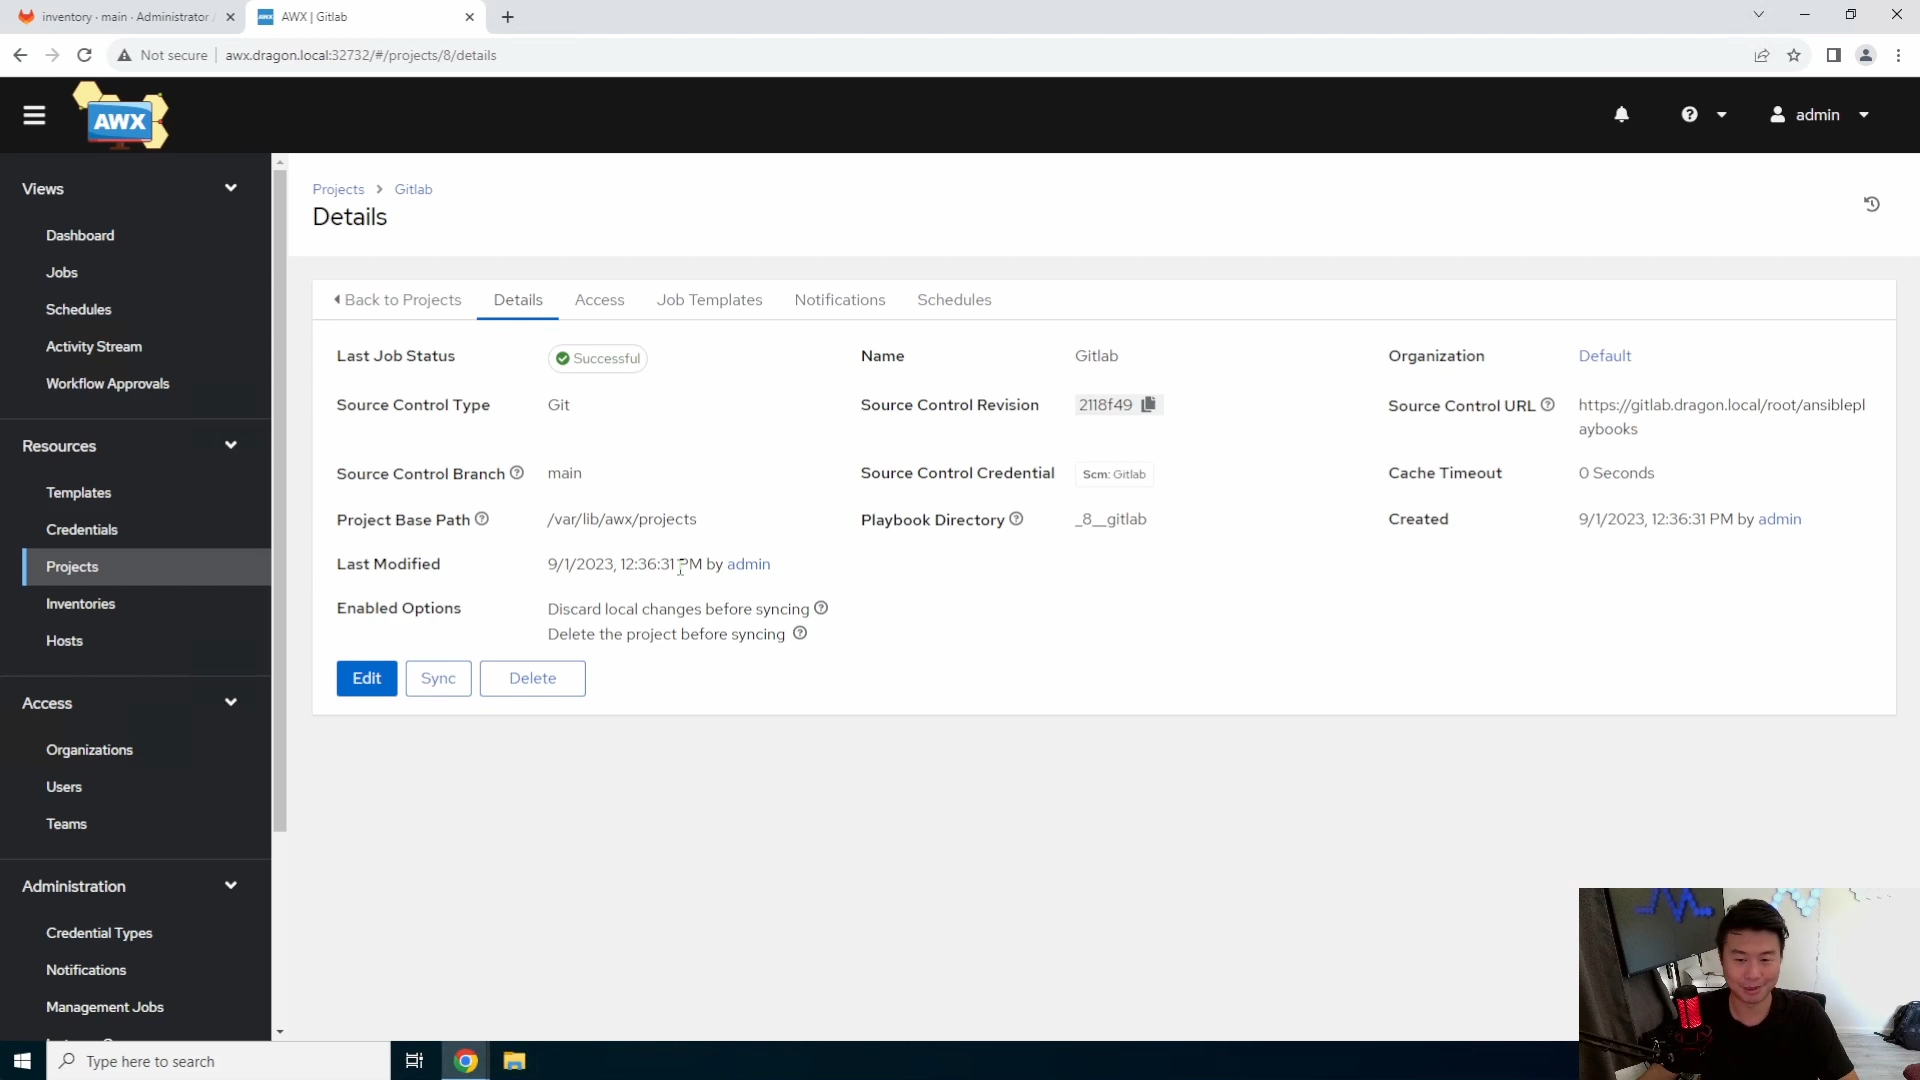 inventory · main · Administrator /
AWX | Gitlab
Not secure
awx.dragon.local:32732/#/projects/8/details
AWX
admin
Views
Dashboard
Jobs
Schedules
Activity Stream
Workflow Approvals
Resources
Templates
Credentials
Projects
Inventories
Hosts
Access
Organizations
Users
Teams
Administration
Credential Types
Notifications
Management Jobs
Projects > Gitlab
Details
Back to Projects Details Access Job Templates Notifications Schedules
Last Job Status Successful Name Gitlab Organization Default
Source Control Type Git Source Control Revision 2118f49 Source Control URL https://gitlab.dragon.local/root/ansiblepl
aybooks
Source Control Branch main Source Control Credential Scm: Gitlab Cache Timeout 0 Seconds
Project Base Path /var/lib/awx/projects Playbook Directory _8__gitlab Created 9/1/2023, 12:36:31 PM by admin
Last Modified 9/1/2023, 12:36:31 PM by admin
Enabled Options Discard local changes before syncing
Delete the project before syncing
Edit Sync Delete
Type here to search